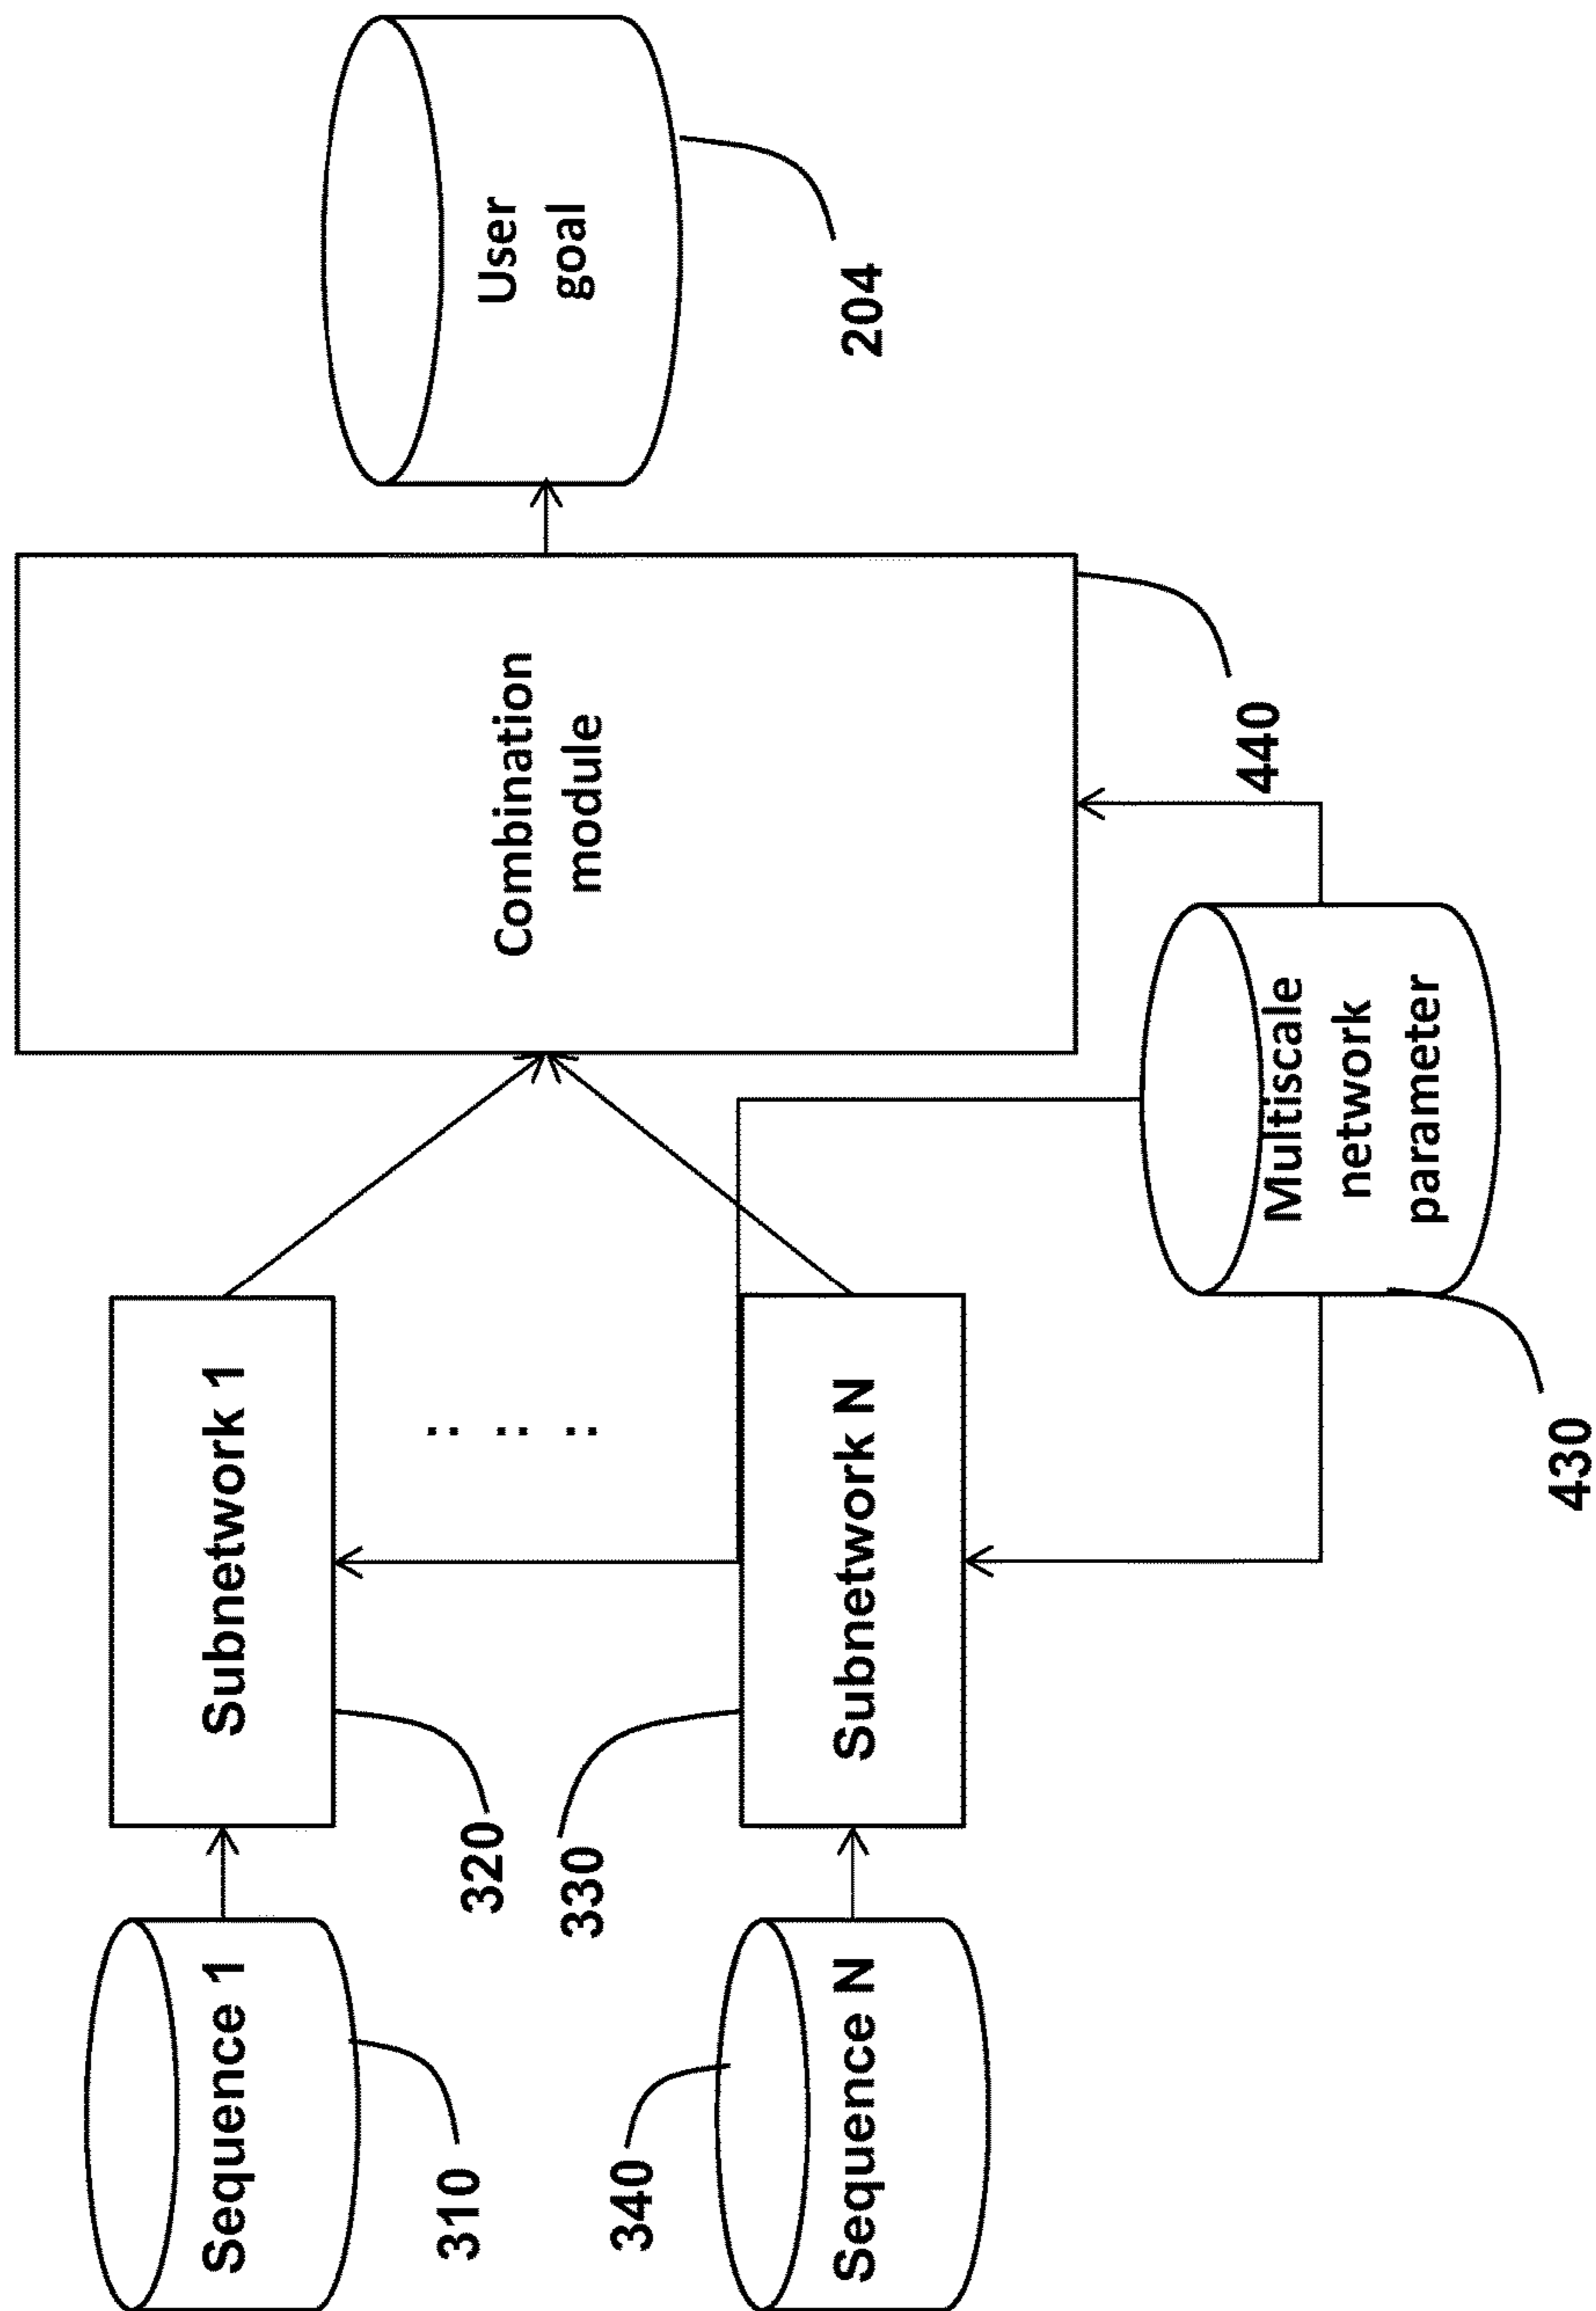 Sequence 1
310
Subnetwork 1
320
Combination
module
User
goal
204
330
340
Sequence N
Subnetwork N
440
Multiscale
network
parameter
430